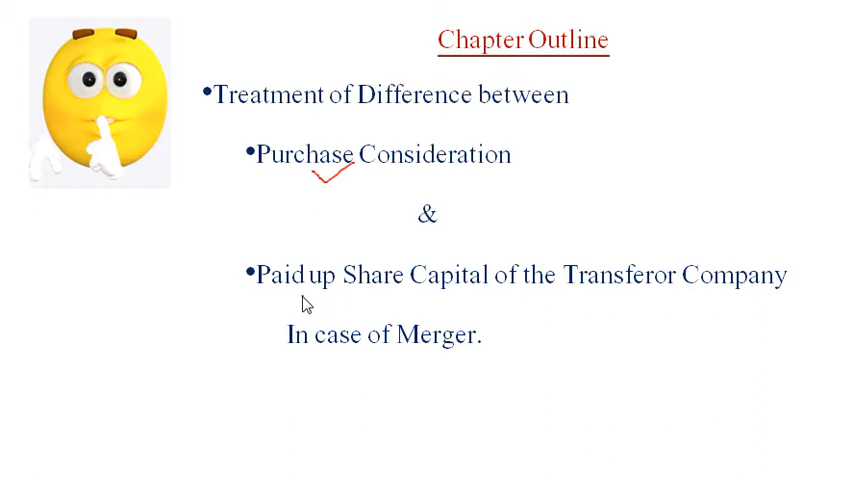 Chapter Outline
•Treatment of Difference between
•Purchase Consideration
&
•Paid up Share Capital of the Transferor Company
In case of Merger.